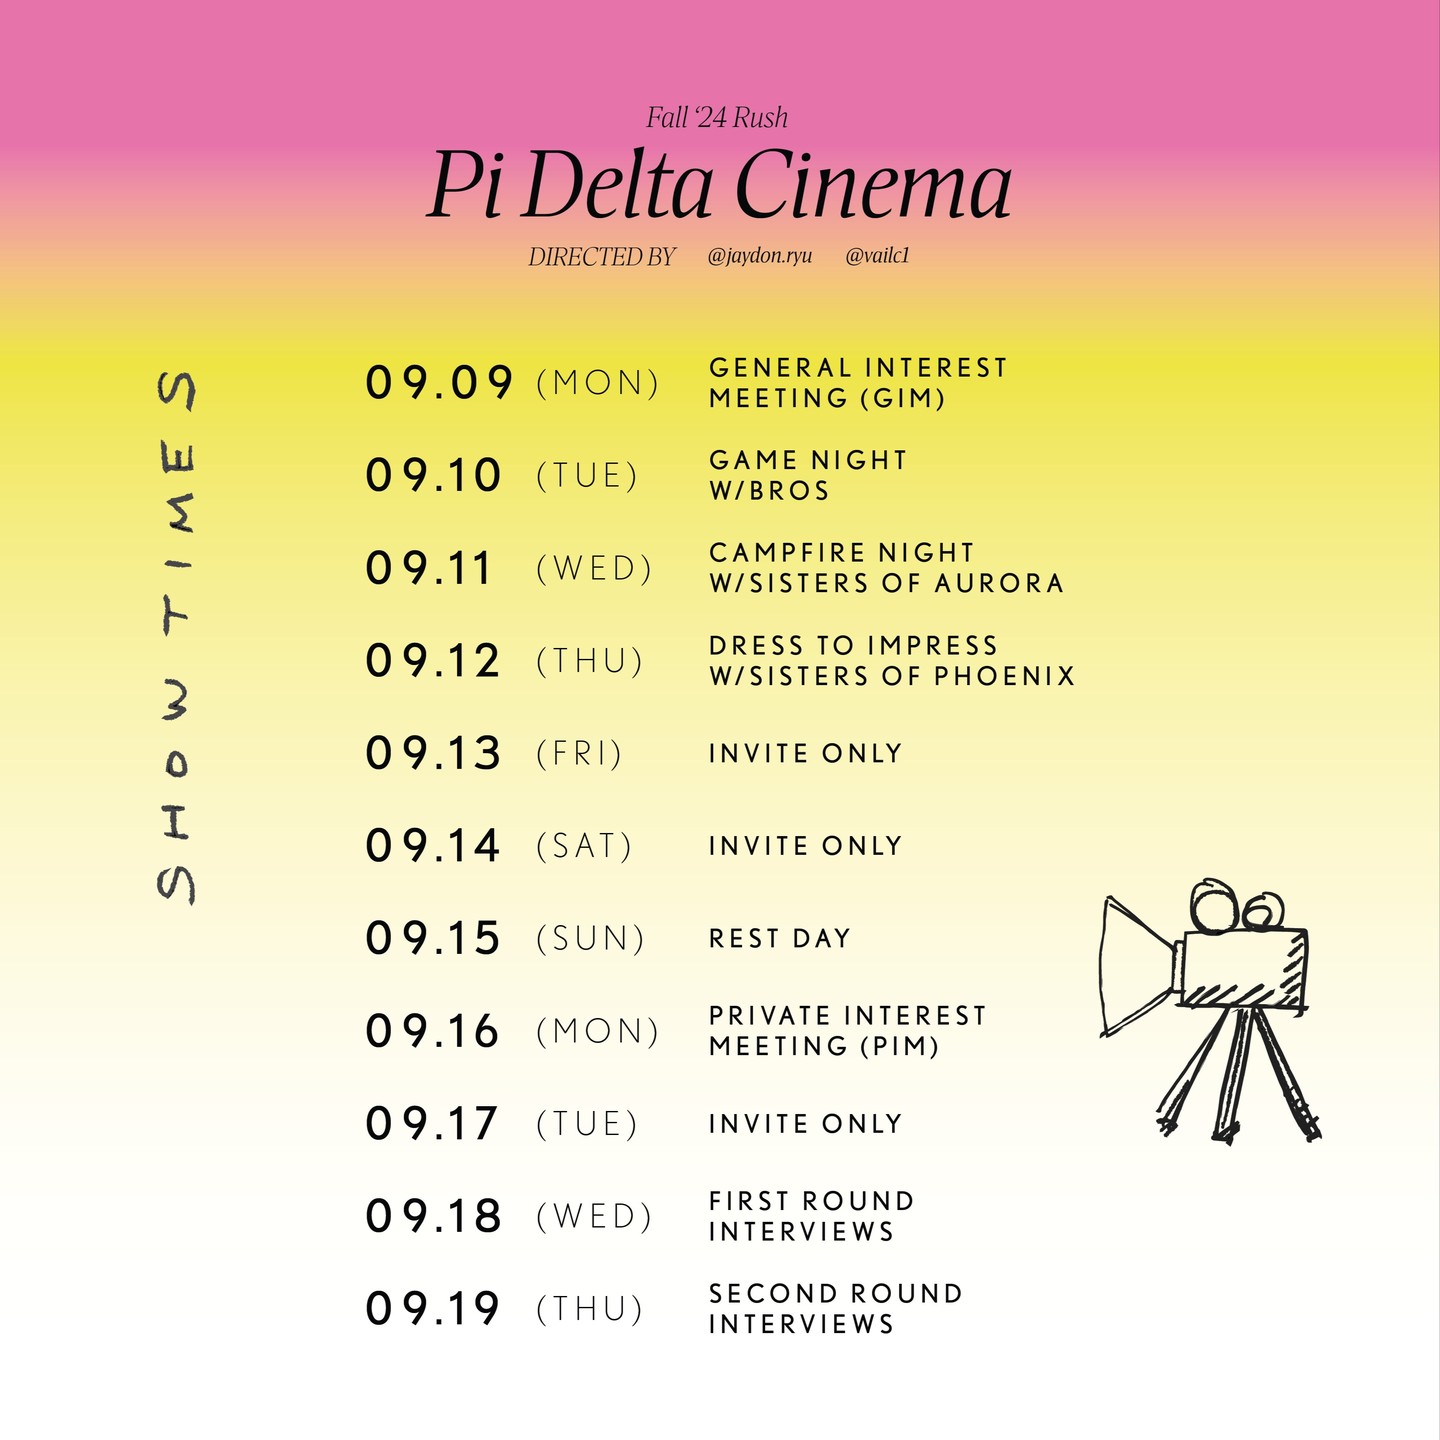 Fall ‘24 Rush
Pi Delta Cinema
DIRECTED BY @jaydon.ryu @vailc1
SHOW TIMES
09.09 (MON) GENERAL INTEREST
MEETING (GIM)
09.10 (TUE) GAME NIGHT
W/BROS
09.11 (WED) CAMPFIRE NIGHT
W/SISTERS OF AURORA
09.12 (THU) DRESS TO IMPRESS
W/SISTERS OF PHOENIX
09.13 (FRI) INVITE ONLY
09.14 (SAT) INVITE ONLY
09.15 (SUN) REST DAY
09.16 (MON) PRIVATE INTEREST
MEETING (PIM)
09.17 (TUE) INVITE ONLY
09.18 (WED) FIRST ROUND
INTERVIEWS
09.19 (THU) SECOND ROUND
INTERVIEWS